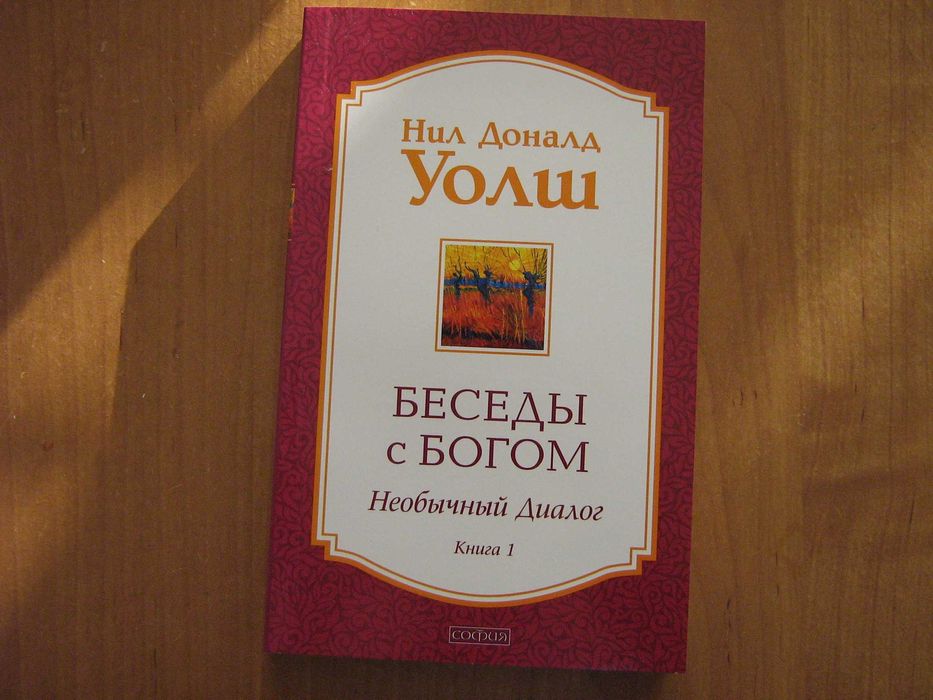 Нил Доналд
Уолш
БЕСЕДЫ
с БОГОМ
Необычный Диалог
Книга 1
СОФИЯ